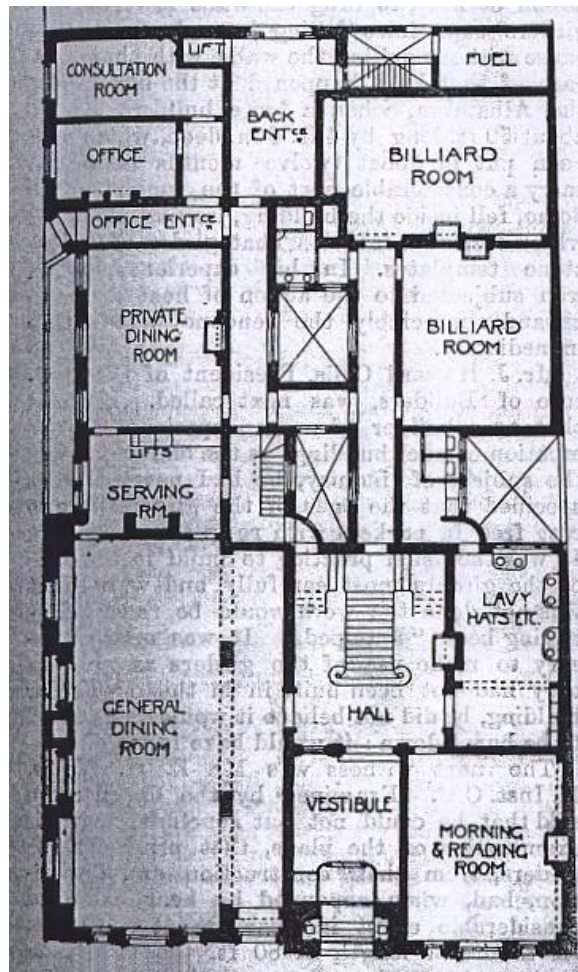 LIFT
CONSULTATION
ROOM
FUEL
BACK
ENTCE
OFFICE
BILLIARD
ROOM
OFFICE ENTCE
PRIVATE
DINING
ROOM
BILLIARD
ROOM
LIFTS
SERVING
RM
LAVY
HATS ETC.
GENERAL
DINING
ROOM
HALL
VESTIBULE
MORNING
& READING
ROOM